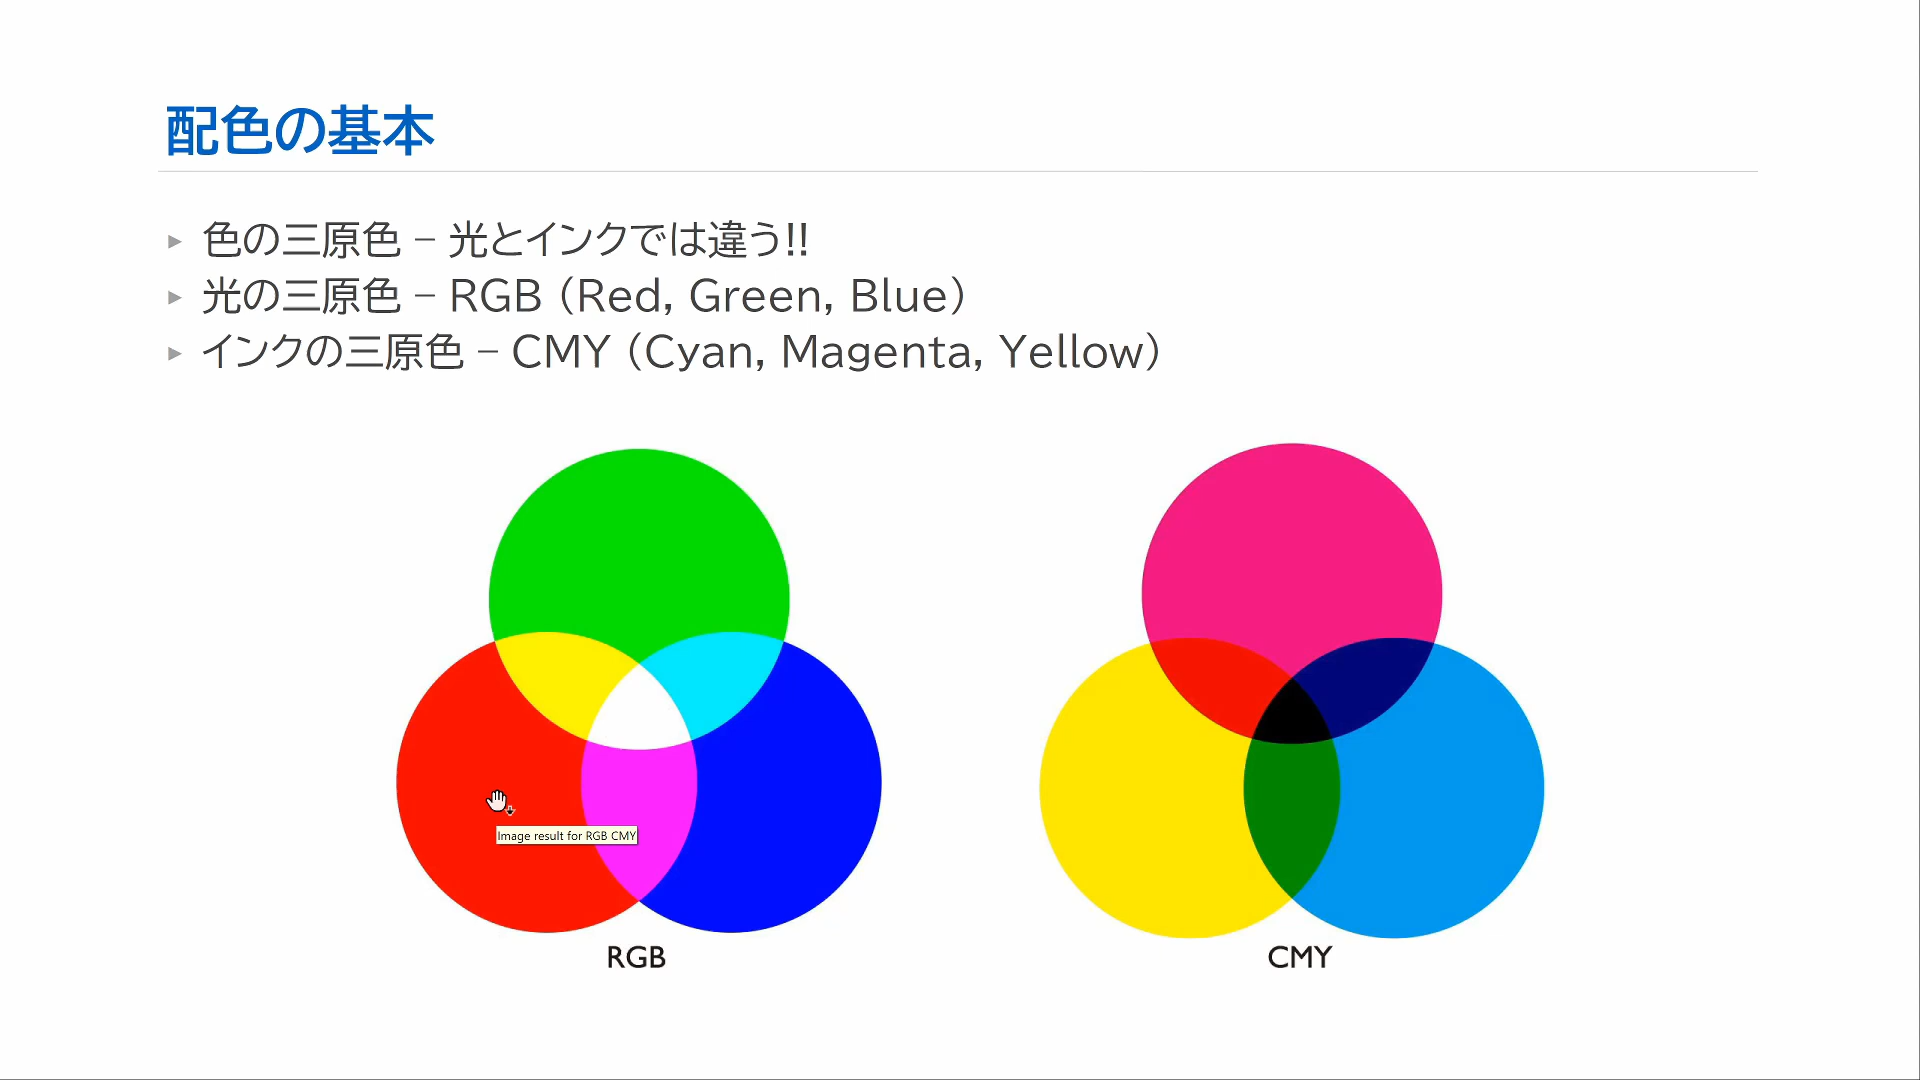 配色の基本
色の三原色 – 光とインクでは違う!!
光の三原色 – RGB (Red, Green, Blue)
インクの三原色 – CMY (Cyan, Magenta, Yellow)
Image result for RGB CMY
RGB
CMY